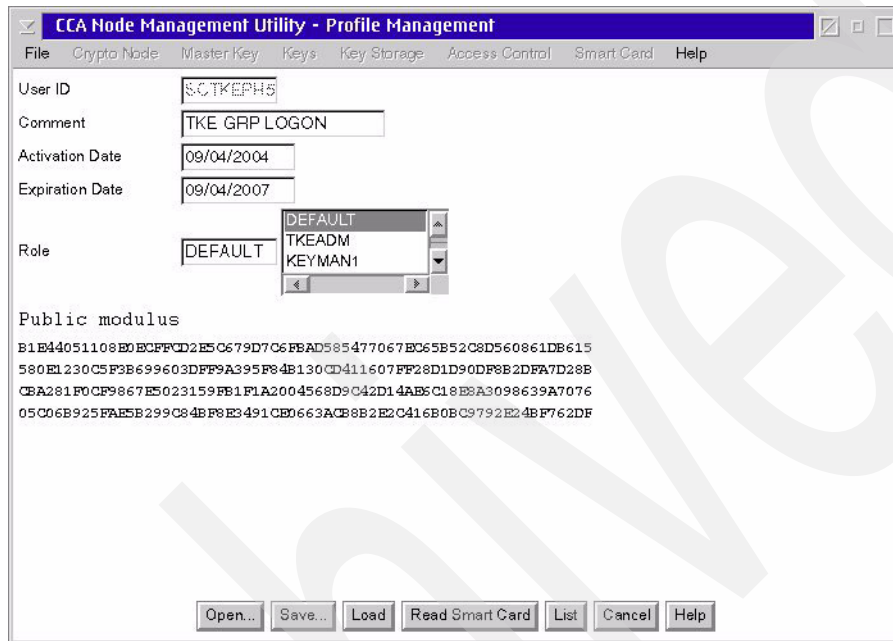 CCA Node Management Utility - Profile Management
File Crypto Node Master Key Keys Key Storage Access Control Smart Card Help
User ID SCTKEPH5
Comment TKE GRP LOGON
Activation Date 09/04/2004
Expiration Date 09/04/2007
DEFAULT
TKEADM
Role DEFAULT
KEYMAN1
Public modulus
B1E44051108E0ECFFCD2E5C679D7C6FBAD585477067EC65B52C8D560861DB615
580E1230C5F3B699603DFF9A395F84B130CD411607FF28D1D90DF8B2DFA7D28B
CBA281F0CF9867E5023159FB1F1A2004568D9C42D14AE6C18E8A3098639A7076
05C06B925FAE5B299C84BF8E3491CE0663ACB8B2E2C416B0BC9792E24BF762DF
Open... Save... Load Read Smart Card List Cancel Help